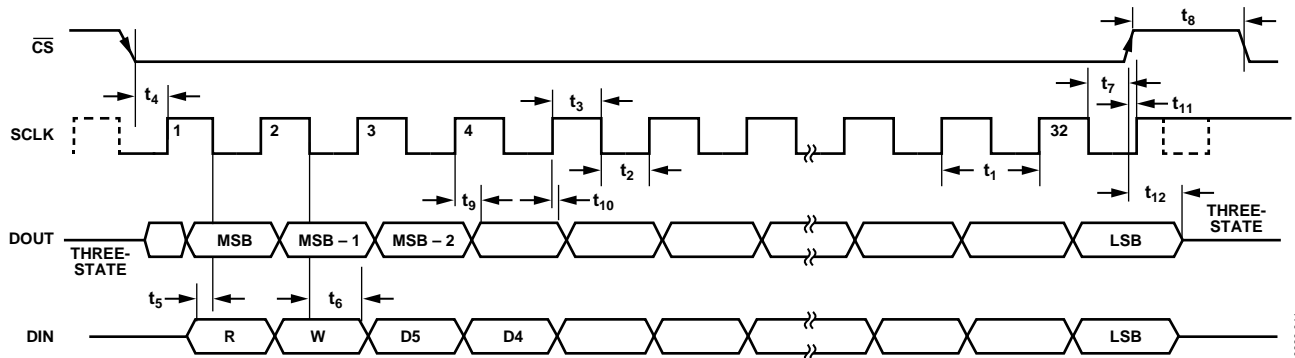 CS
t8
t4
t3
t7
t11
SCLK
1
2
3
4
32
t2
t1
t9
t10
t12
DOUT
THREE-
STATE
MSB
MSB – 1
MSB – 2
LSB
THREE-
STATE
t5
t6
DIN
R
W
D5
D4
LSB